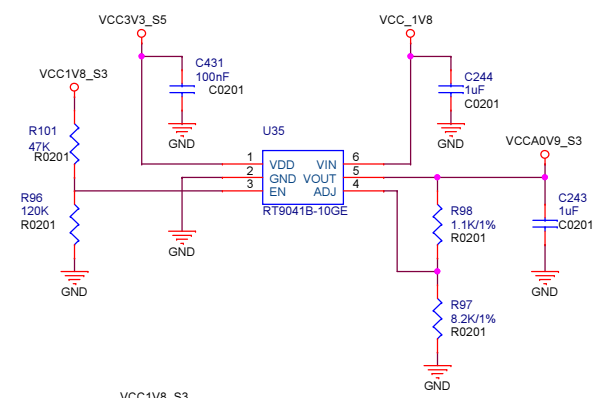 VCC3V3_S5
VCC_1V8
C431
100nF
C0201
C244
1uF
C0201
VCC1V8_S3
GND
GND
R101
47K
R0201
U35
VCCA0V9_S3
1
VDD
VIN
6
2
GND
VOUT
5
3
EN
ADJ
4
RT9041B-10GE
R96
120K
R0201
R98
1.1K/1%
R0201
C243
1uF
C0201
GND
GND
GND
R97
8.2K/1%
R0201
GND
VCC1V8_S3